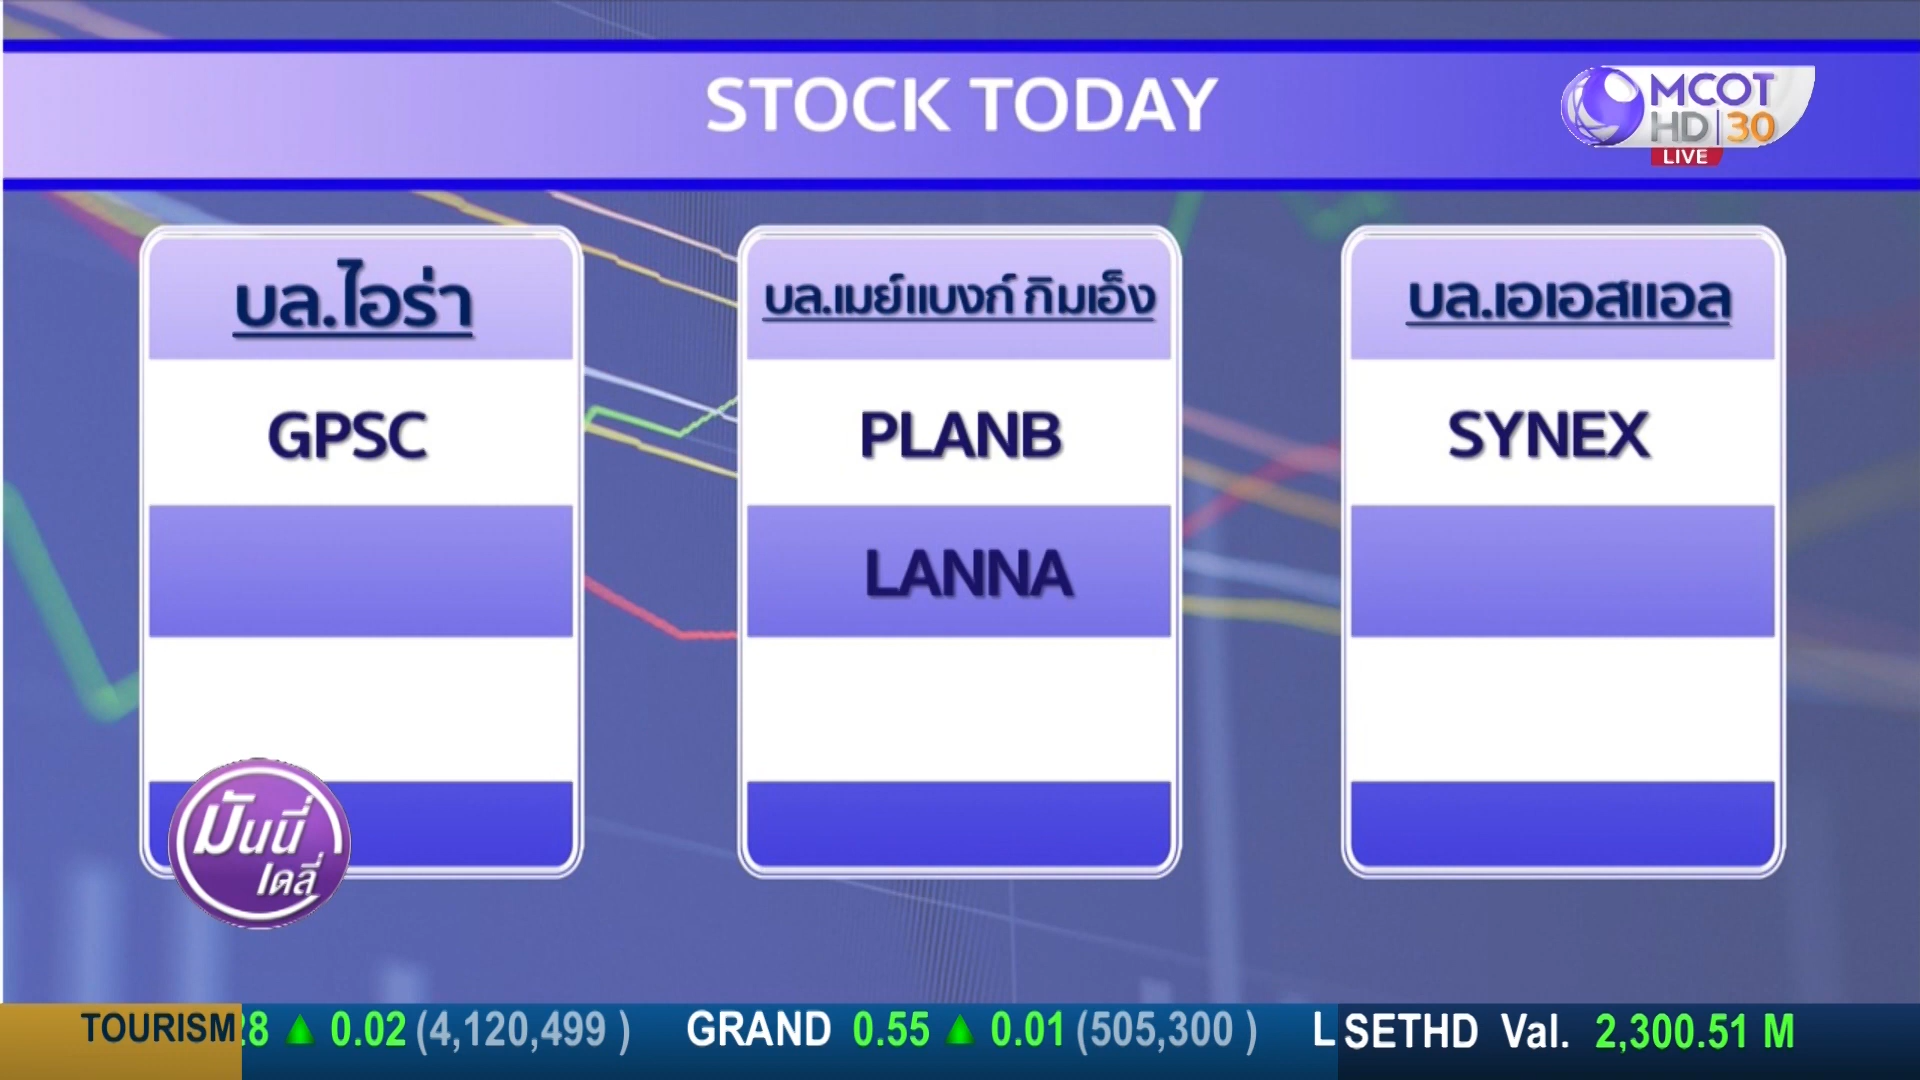 STOCK TODAY
MCOT
HD 30
LIVE
บล.ไอร่า
GPSC
บล.เมย์แบงก์ กิมเอ็ง
PLANB
LANNA
บล.เอเอสแอล
SYNEX
มันนี่
เดลี่
TOURISM 28 ▲ 0.02 (4,120,499 ) GRAND 0.55 ▲ 0.01 (505,300 ) L SETHD Val. 2,300.51 M